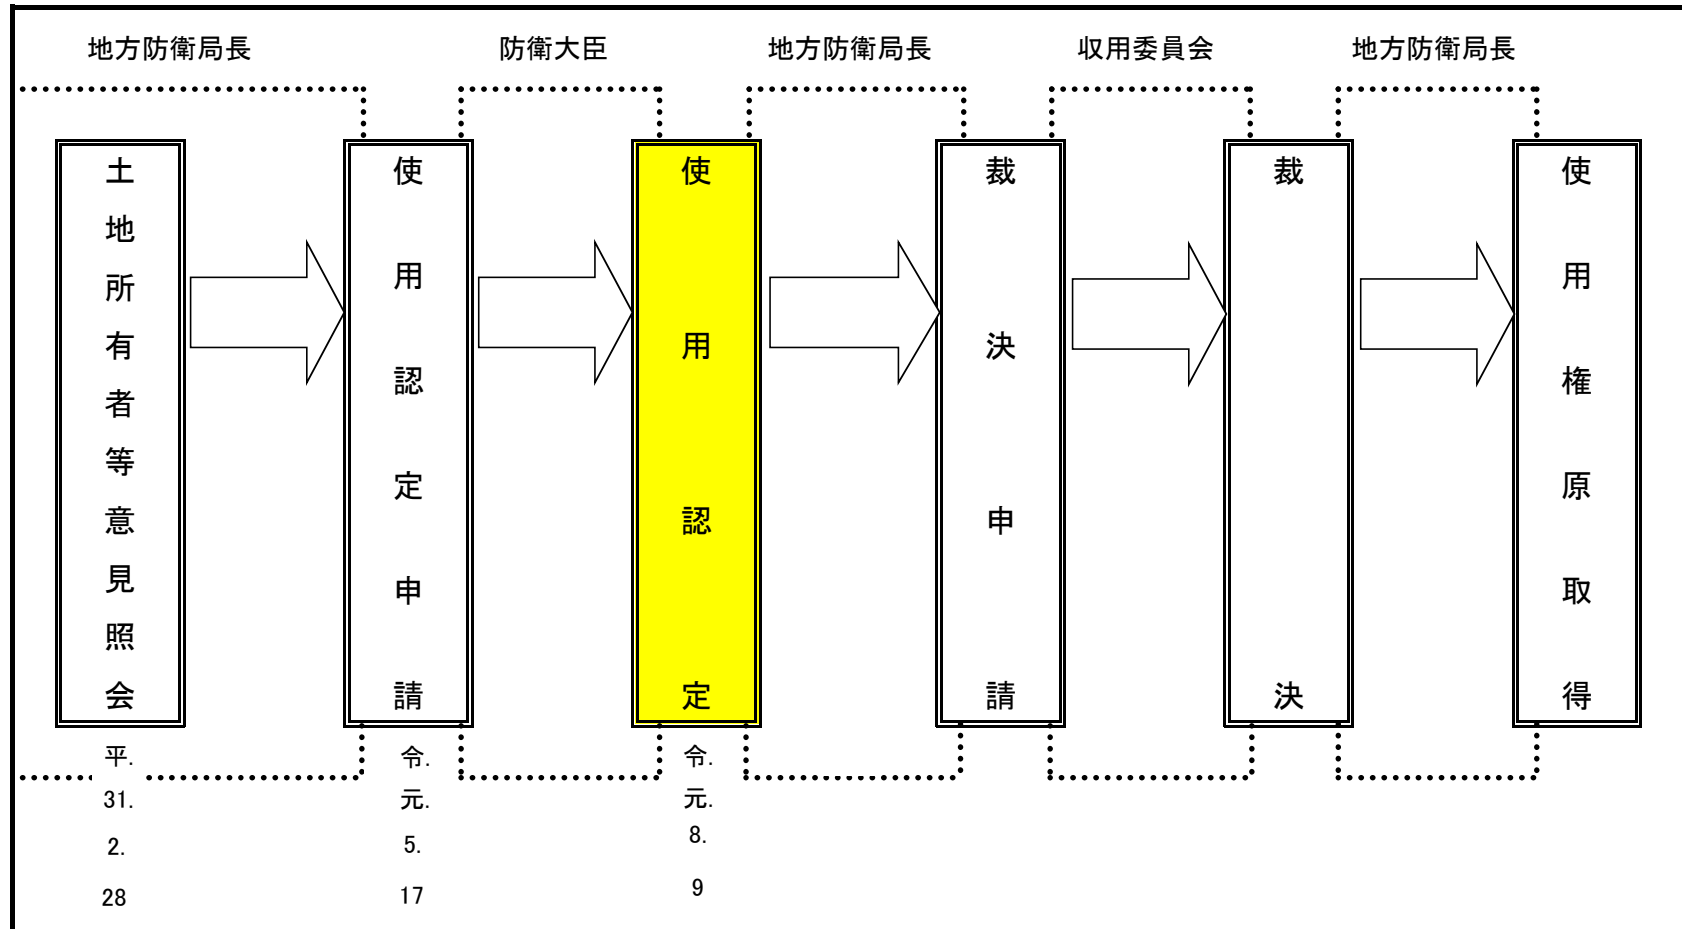 地方防衛局長
防衛大臣
地方防衛局長
収用委員会
地方防衛局長
土地所有者等意見照会
使用認定申請
使用認定
裁決申請
裁決
使用権原取得
平.
31.
2.
28
令.
元.
5.
17
令.
元.
8.
9